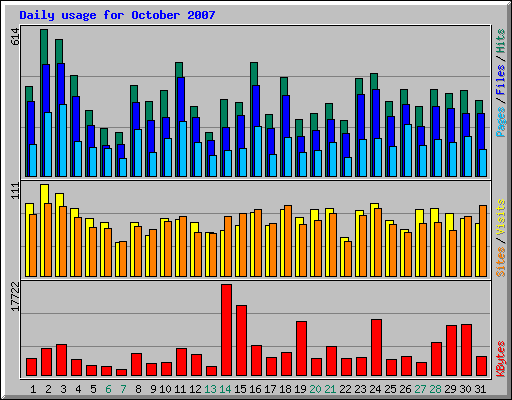 Daily usage for October 2007
614
Pages / Files / Hits
111
Sites / Visits
17722
KBytes
1 2 3 4 5 6 7 8 9 10 11 12 13 14 15 16 17 18 19 20 21 22 23 24 25 26 27 28 29 30 31